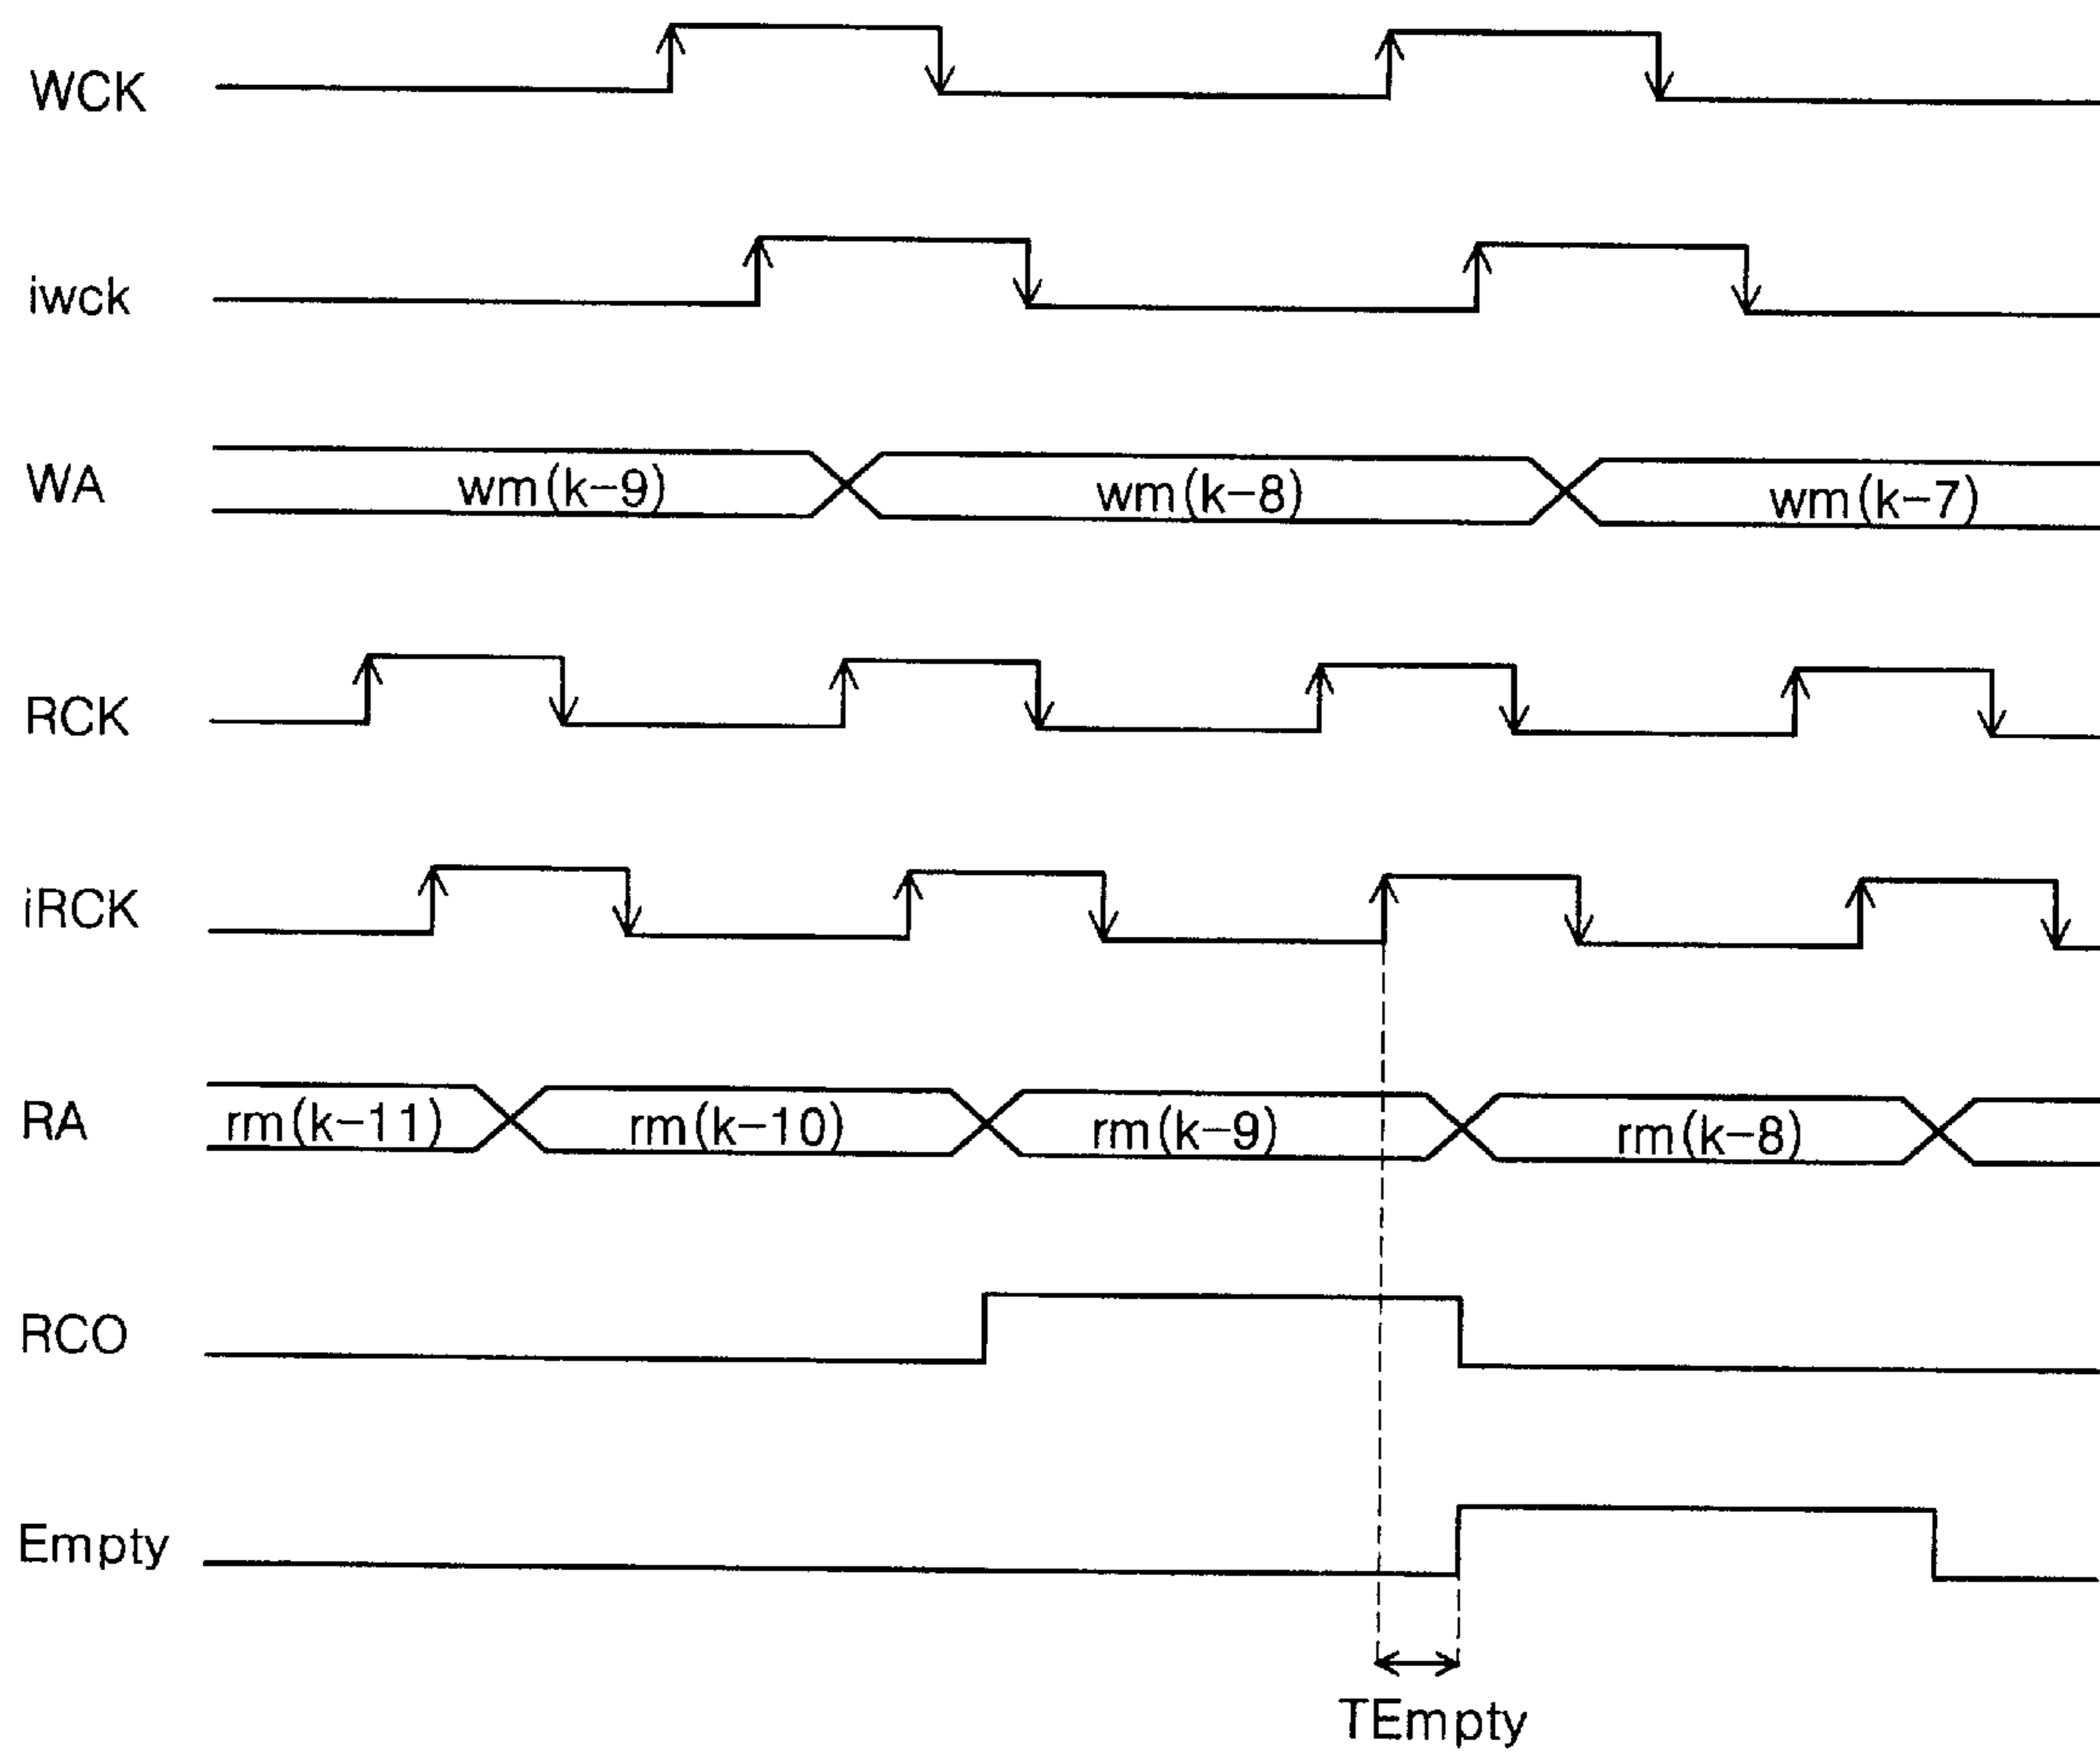 WCK
iwck
WA wm(k-9) wm(k-8) wm(k-7)
RCK
iRCK
RA rm(k-11) rm(k-10) rm(k-9) rm(k-8)
RCO
Empty
TEmpty